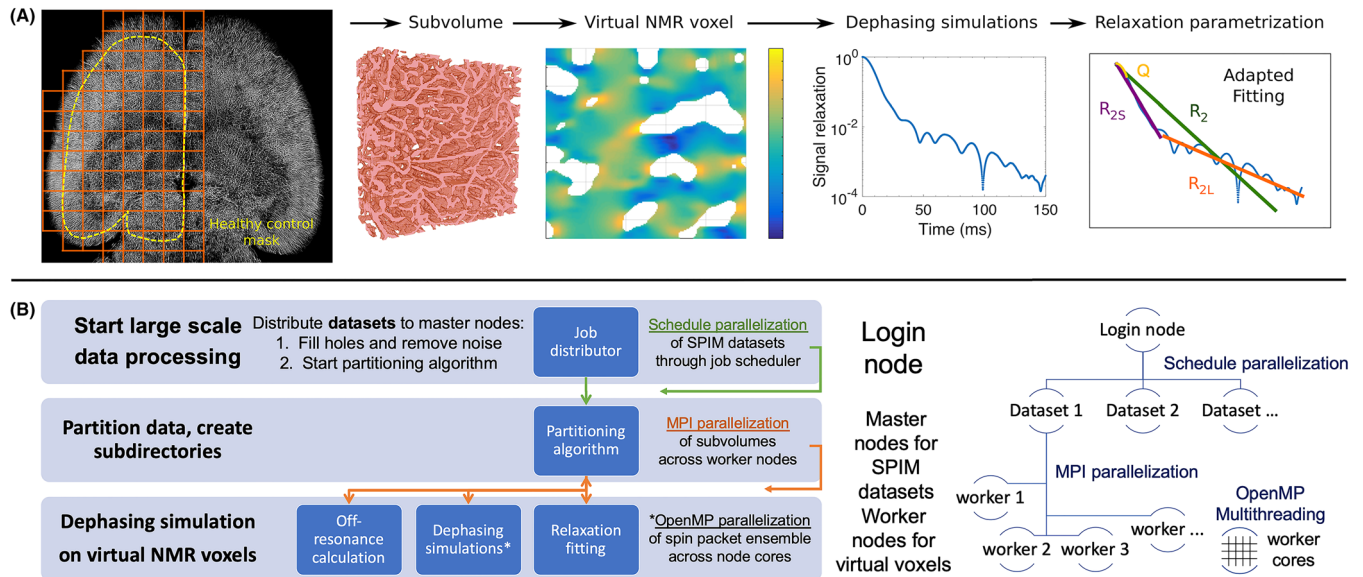 (A)
Subvolume
Virtual NMR voxel
Dephasing simulations
Relaxation parametrization
Healthy control
mask
Signal relaxation
10^0
10^-2
10^-4
0
50
100
150
Time (ms)
Q
Adapted
Fitting
R_2S
R_2
R_2L
(B)
Start large scale
data processing
Distribute datasets to master nodes:
1. Fill holes and remove noise
2. Start partitioning algorithm
Job
distributor
Schedule parallelization
of SPIM datasets
through job scheduler
Partition data, create
subdirectories
Partitioning
algorithm
MPI parallelization
of subvolumes
across worker nodes
Dephasing simulation
on virtual NMR voxels
Off-
resonance
calculation
Dephasing
simulations*
Relaxation
fitting
*OpenMP parallelization
of spin packet ensemble
across node cores
Login
node
Login node
Schedule parallelization
Dataset 1
Dataset 2
Dataset ...
Master
nodes for
SPIM
datasets
MPI parallelization
Worker
nodes for
virtual voxels
worker 1
worker 2
worker 3
worker ...
OpenMP
Multithreading
worker
cores